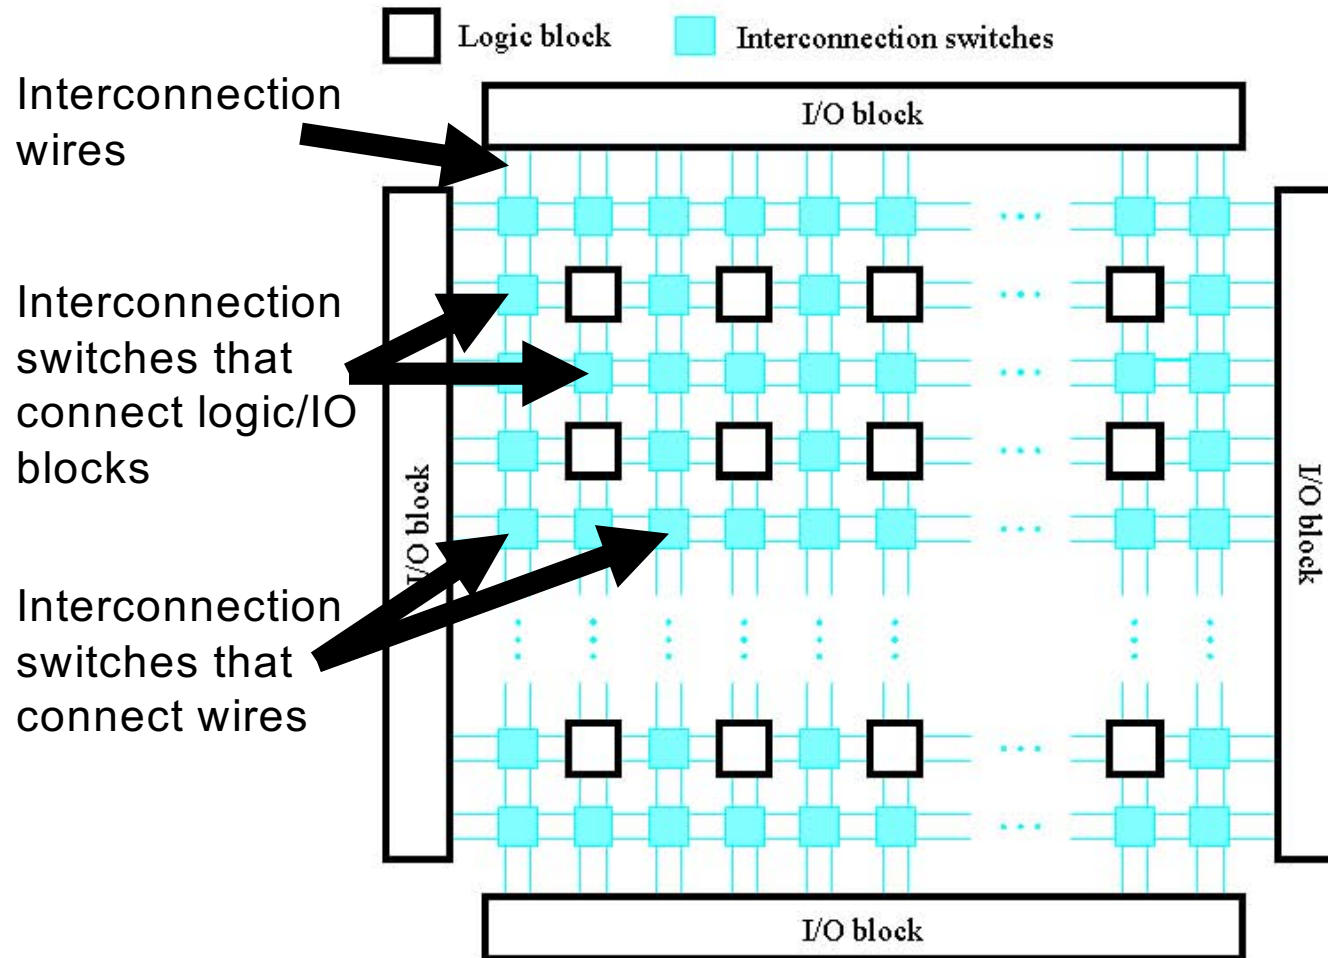 Logic block
Interconnection switches
Interconnection
wires
I/O block
Interconnection
switches that
connect logic/IO
blocks
I/O block
I/O block
Interconnection
switches that
connect wires
I/O block